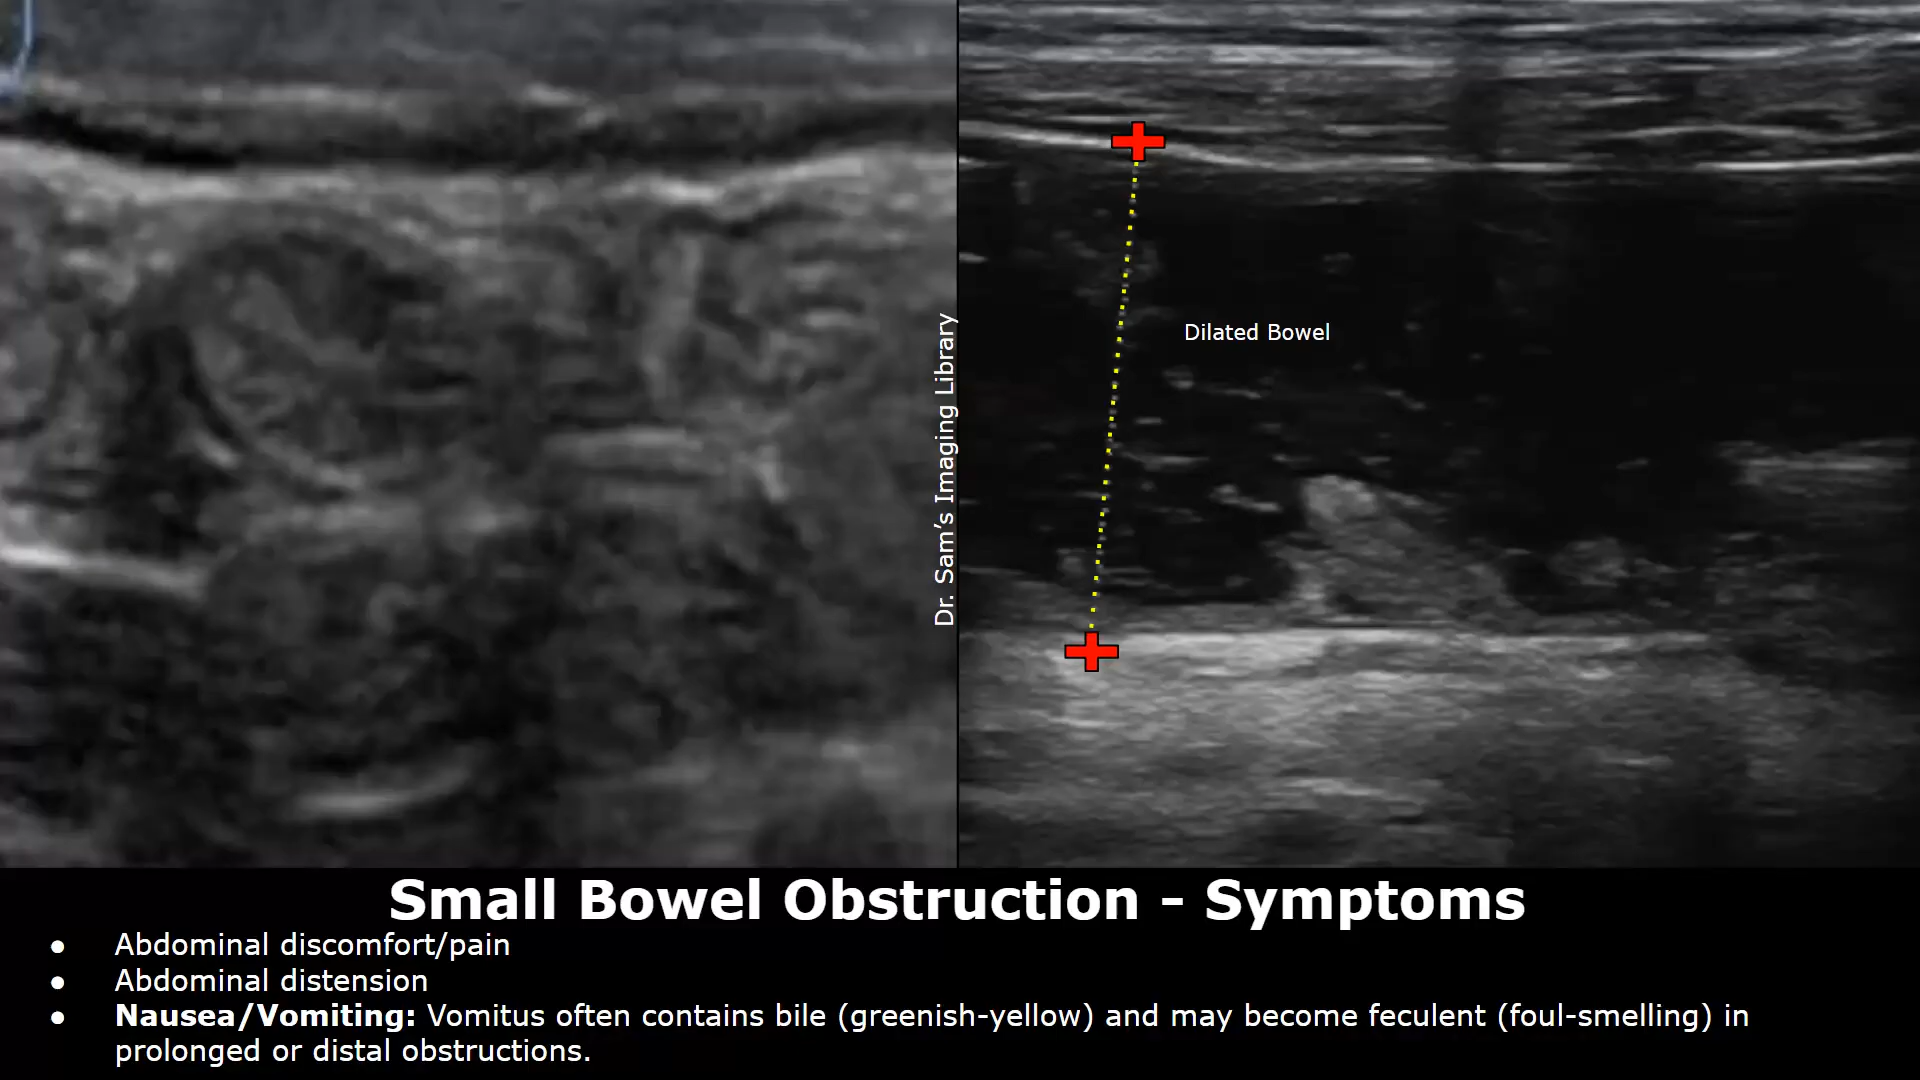 Dilated Bowel
Dr. Sam’s Imaging Library
Small Bowel Obstruction – Symptoms
● Abdominal discomfort/pain
● Abdominal distension
● Nausea/Vomiting: Vomitus often contains bile (greenish-yellow) and may become feculent (foul-smelling) in
prolonged or distal obstructions.